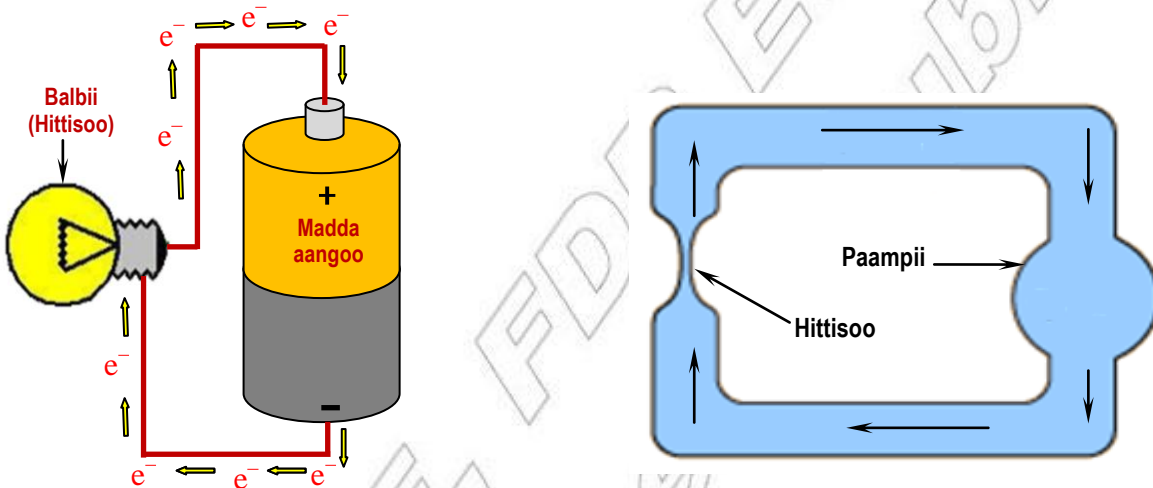 e⁻
e⁻
e⁻
e⁻
Balbii
(Hittisoo)
+
Madda
aangoo
-
e⁻
e⁻
e⁻
e⁻
Paampii
Hittisoo